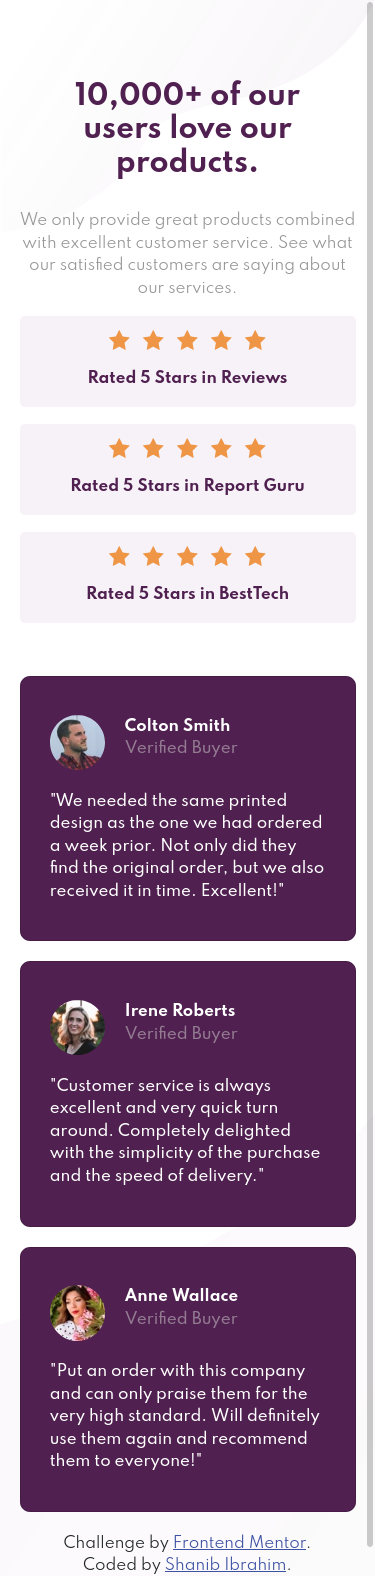 10,000+ of our
users love our
products.
We only provide great products combined
with excellent customer service. See what
our satisfied customers are saying about
our services.
Rated 5 Stars in Reviews
Rated 5 Stars in Report Guru
Rated 5 Stars in BestTech
Colton Smith
Verified Buyer
"We needed the same printed
design as the one we had ordered
a week prior. Not only did they
find the original order, but we also
received it in time. Excellent!"
Irene Roberts
Verified Buyer
"Customer service is always
excellent and very quick turn
around. Completely delighted
with the simplicity of the purchase
and the speed of delivery."
Anne Wallace
Verified Buyer
"Put an order with this company
and can only praise them for the
very high standard. Will definitely
use them again and recommend
them to everyone!"
Challenge by Frontend Mentor.
Coded by Shanib Ibrahim.